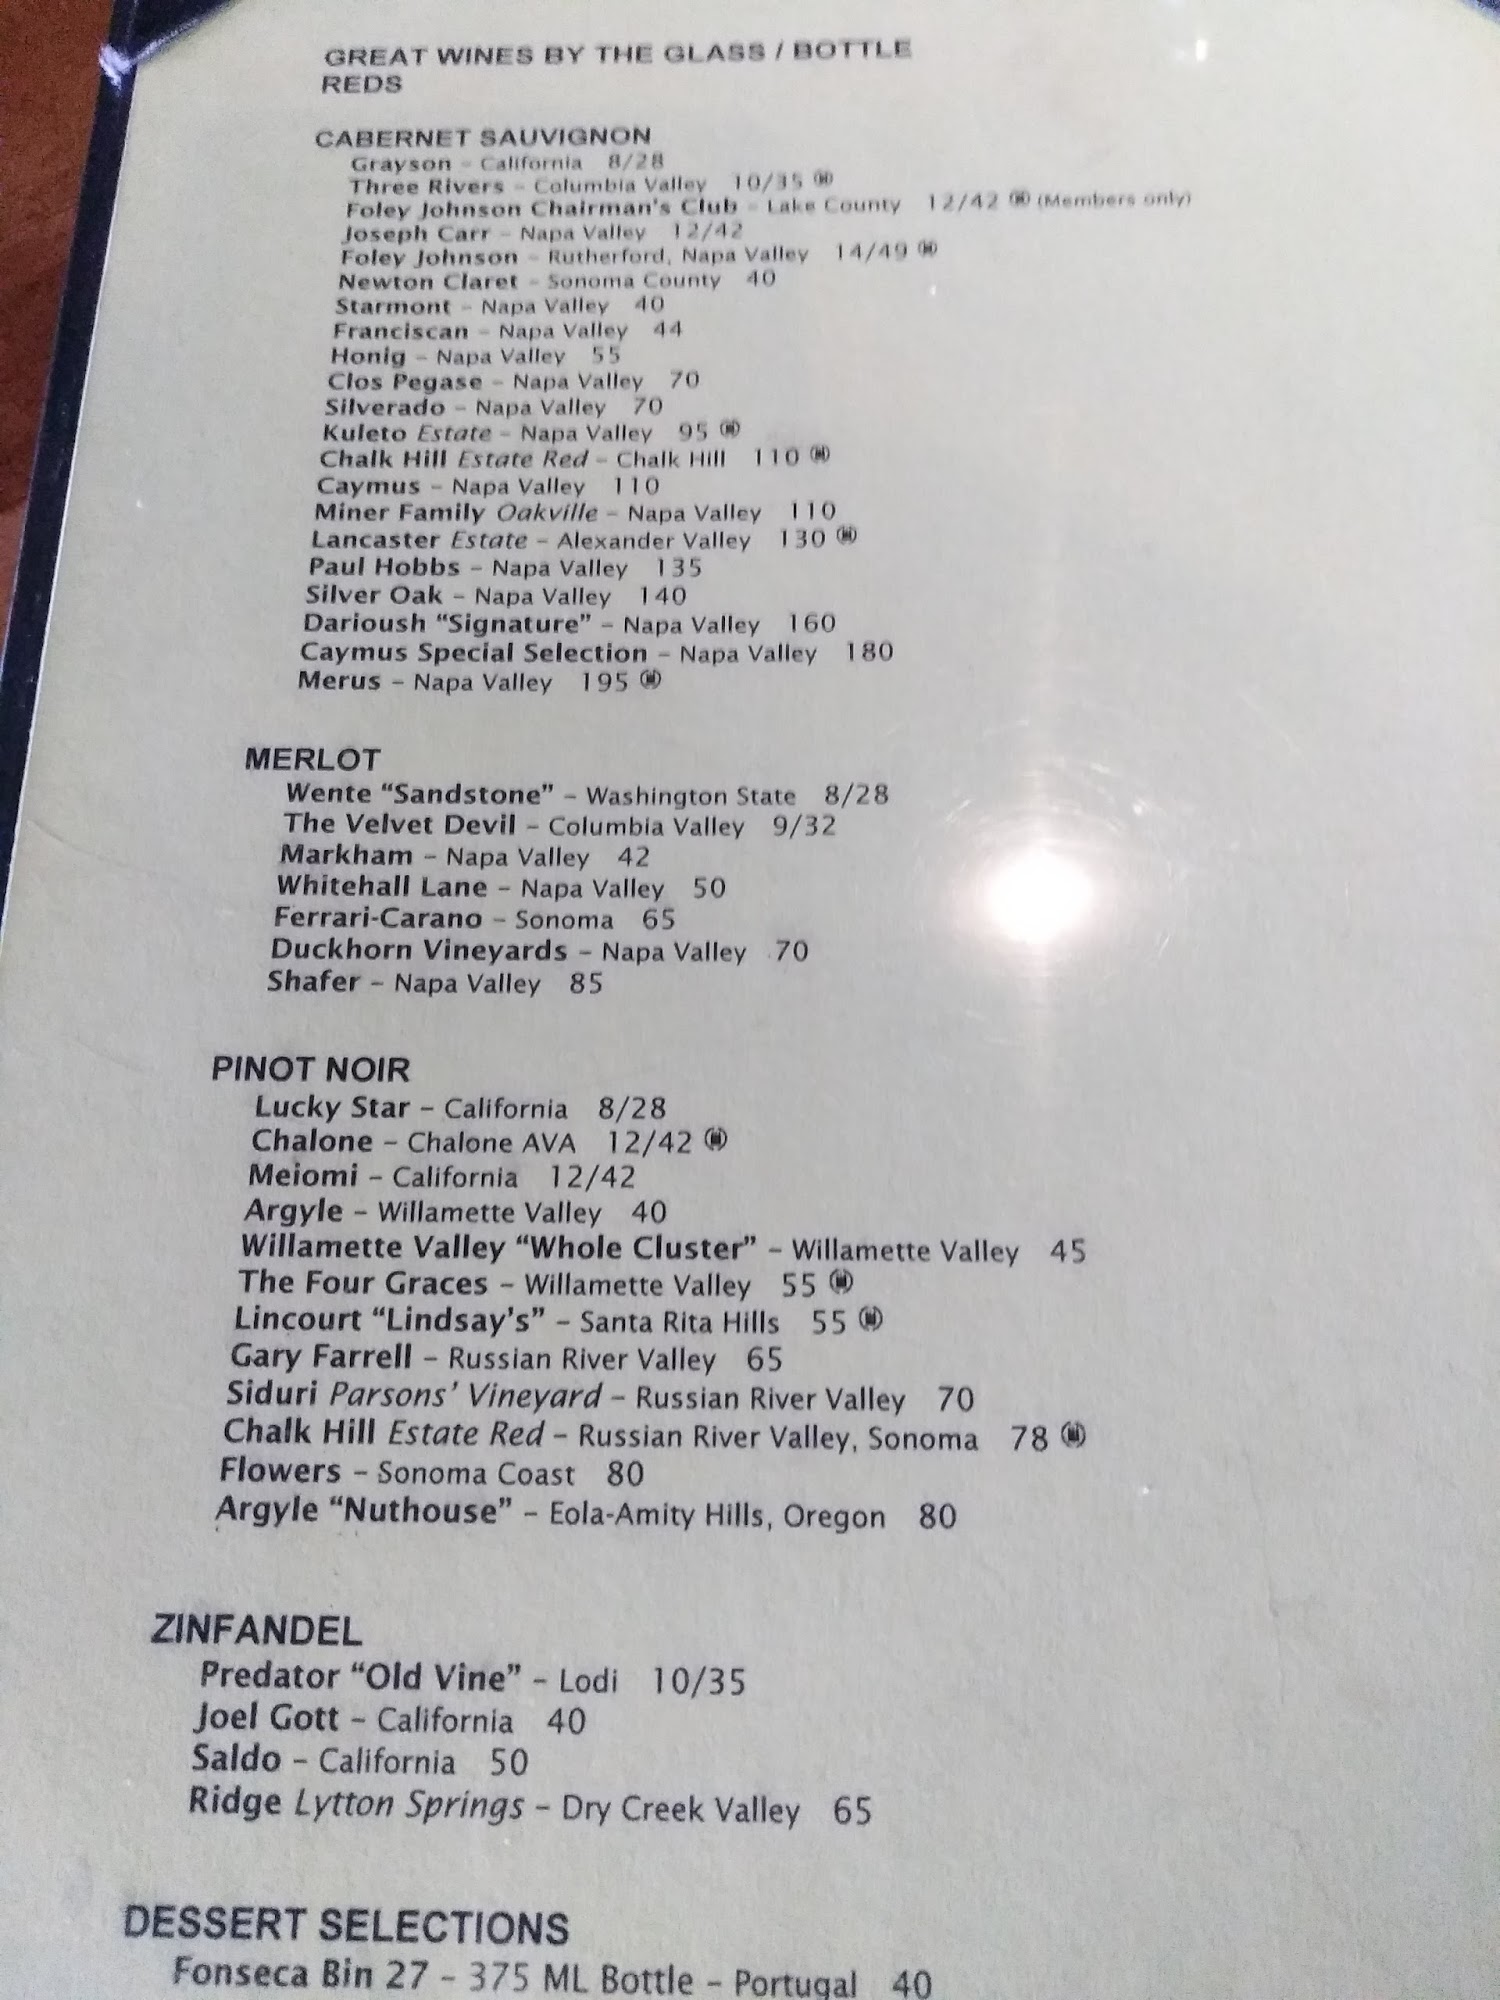 GREAT WINES BY THE GLASS / BOTTLE
REDS
CABERNET SAUVIGNON
Grayson – California 8/28
Three Rivers – Columbia Valley 10/35
Foley Johnson Chairman's Club – Lake County 12/42 (Members only)
Joseph Carr – Napa Valley 12/42
Foley Johnson – Rutherford, Napa Valley 14/49
Newton Claret – Sonoma County 40
Starmont – Napa Valley 40
Franciscan – Napa Valley 44
Honig – Napa Valley 55
Clos Pegase – Napa Valley 70
Silverado – Napa Valley 70
Kuleto Estate – Napa Valley 95
Chalk Hill Estate Red – Chalk Hill 110
Caymus – Napa Valley 110
Miner Family Oakville – Napa Valley 110
Lancaster Estate – Alexander Valley 130
Paul Hobbs – Napa Valley 135
Silver Oak – Napa Valley 140
Darioush “Signature” – Napa Valley 160
Caymus Special Selection – Napa Valley 180
Merus – Napa Valley 195
MERLOT
Wente “Sandstone” – Washington State 8/28
The Velvet Devil – Columbia Valley 9/32
Markham – Napa Valley 42
Whitehall Lane – Napa Valley 50
Ferrari-Carano – Sonoma 65
Duckhorn Vineyards – Napa Valley 70
Shafer – Napa Valley 85
PINOT NOIR
Lucky Star – California 8/28
Chalone – Chalone AVA 12/42
Meiomi – California 12/42
Argyle – Willamette Valley 40
Willamette Valley “Whole Cluster” – Willamette Valley 45
The Four Graces – Willamette Valley 55
Lincourt “Lindsay’s” – Santa Rita Hills 55
Gary Farrell – Russian River Valley 65
Siduri Parsons’ Vineyard – Russian River Valley 70
Chalk Hill Estate Red – Russian River Valley, Sonoma 78
Flowers – Sonoma Coast 80
Argyle “Nuthouse” – Eola-Amity Hills, Oregon 80
ZINFANDEL
Predator “Old Vine” – Lodi 10/35
Joel Gott – California 40
Saldo – California 50
Ridge Lytton Springs – Dry Creek Valley 65
DESSERT SELECTIONS
Fonseca Bin 27 – 375 ML Bottle – Portugal 40